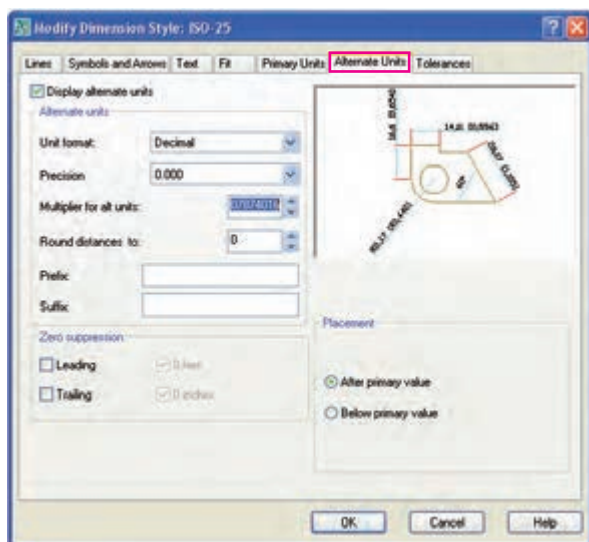 Modify Dimension Style: ISO-25
Lines Symbols and Arrows Text Fit Primary Units Alternate Units Tolerances
Display alternate units
Alternate units
Unit format: Decimal
Precision 0.000
Multiplier for alt units:
Round distances to: 0
Prefix:
Suffix:
Zero suppression
Leading 0 feet
Trailing 0 inches
Placement
After primary value
Below primary value
OK Cancel Help